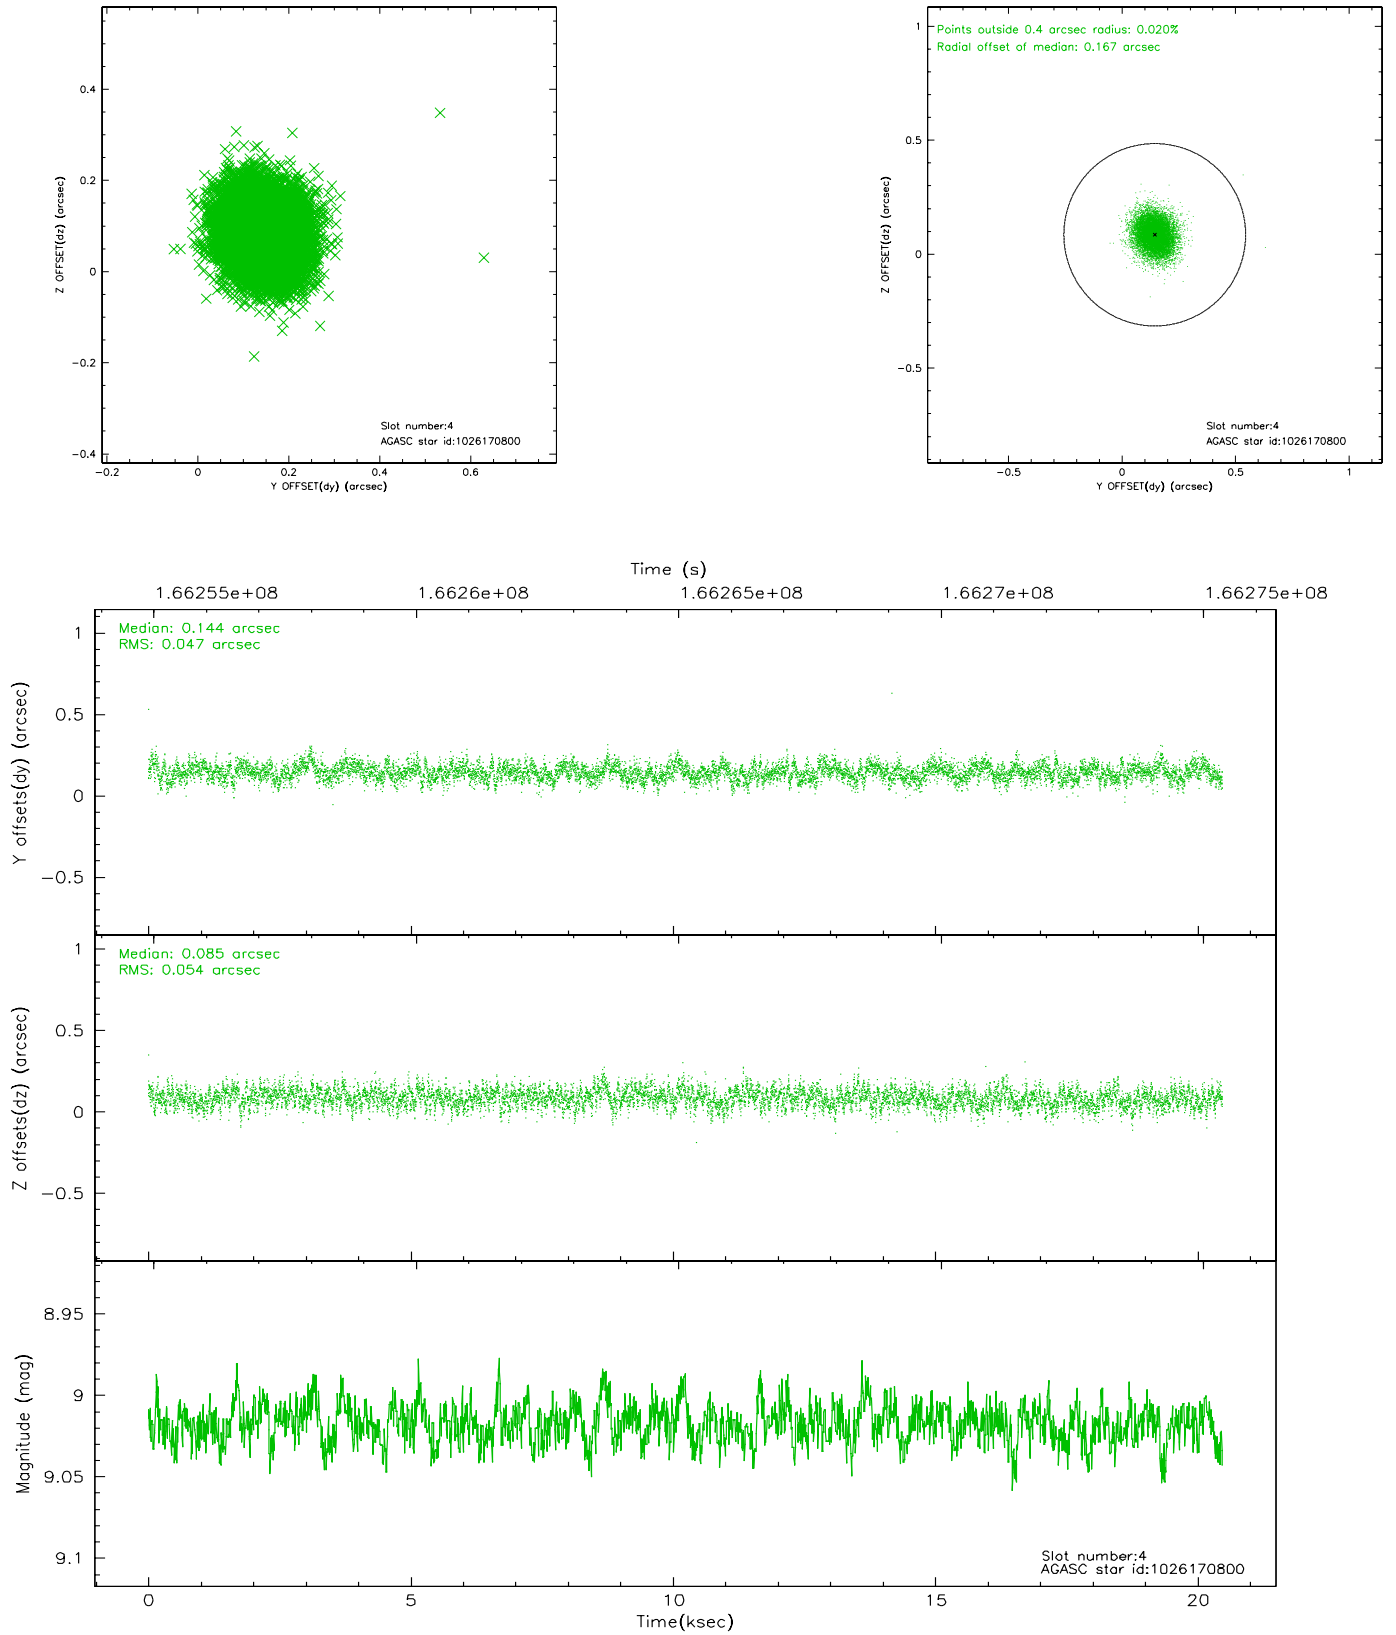 0.4
0.2
0
−0.2
−0.4
Z OFFSET(dz) (arcsec)
Slot number:4
AGASC star id:1026170800
−0.2 0 0.2 0.4 0.6
Y OFFSET(dy) (arcsec)
Points outside 0.4 arcsec radius: 0.020%
Radial offset of median: 0.167 arcsec
1
0.5
0
−0.5
Z OFFSET(dz) (arcsec)
Slot number:4
AGASC star id:1026170800
−0.5 0 0.5 1
Y OFFSET(dy) (arcsec)
Time (s)
1.66255e+08 1.6626e+08 1.66265e+08 1.6627e+08 1.66275e+08
Median: 0.144 arcsec
RMS: 0.047 arcsec
1
0.5
0
−0.5
Y offsets(dy) (arcsec)
Median: 0.085 arcsec
RMS: 0.054 arcsec
1
0.5
0
−0.5
Z offsets(dz) (arcsec)
8.95
9
9.05
9.1
Magnitude (mag)
Slot number:4
AGASC star id:1026170800
0 5 10 15 20
Time(ksec)